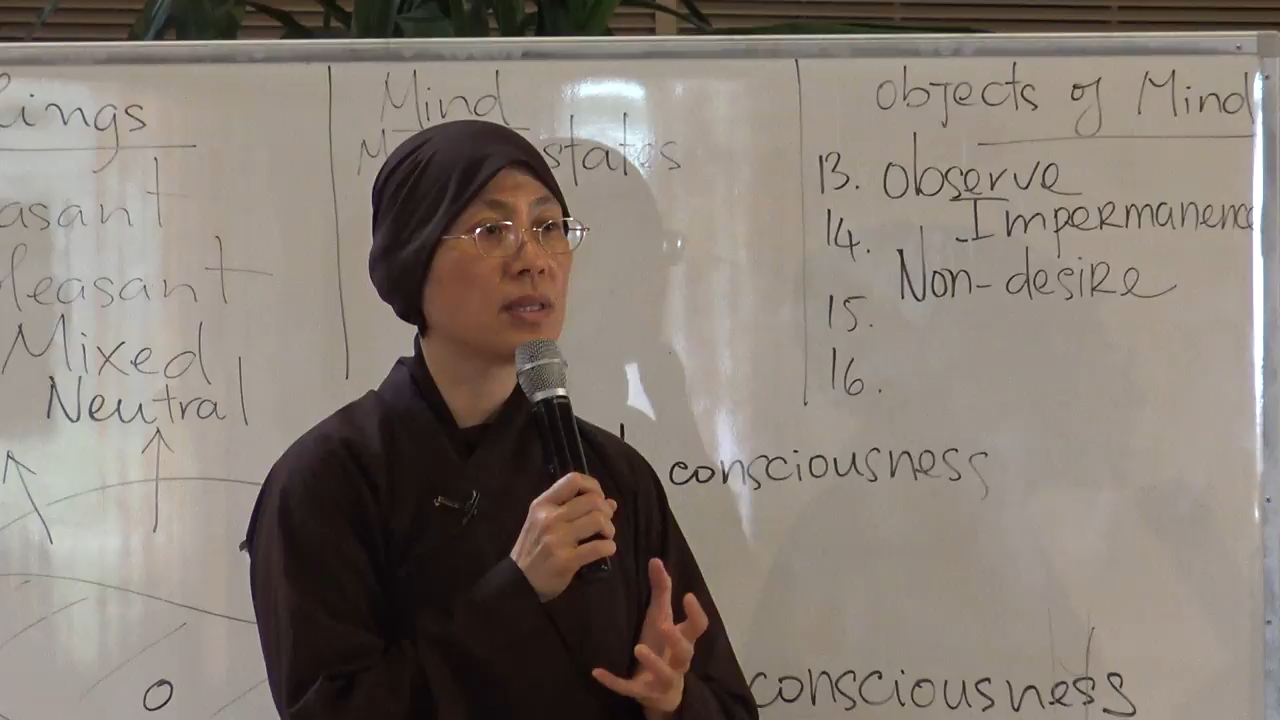 lings
asant
leasant
Mixed
Neutral
Mind
states
Objects of Mind
13. Observe
Impermanenc
14.
Non-desire
15.
16.
consciousness
consciousness